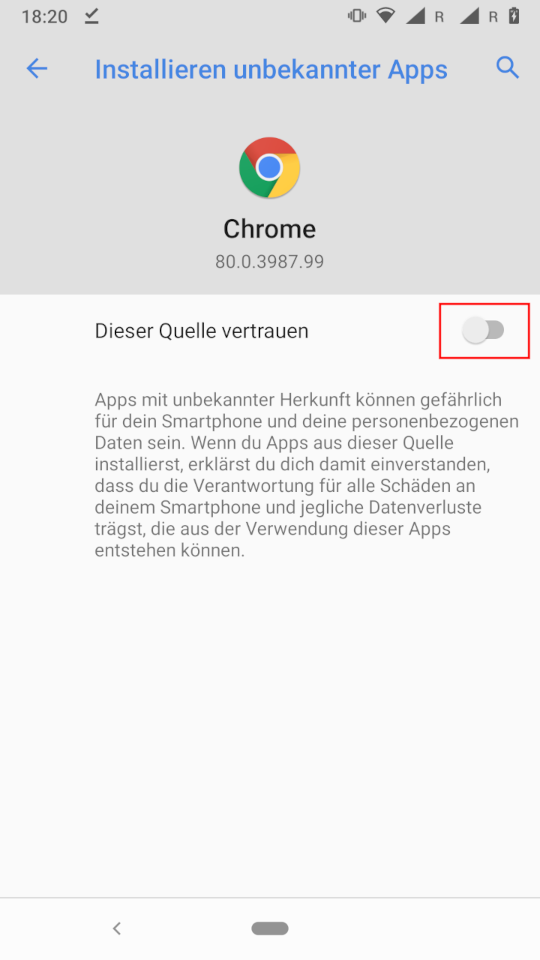 18:20 R R
Installieren unbekannter Apps
Chrome
80.0.3987.99
Dieser Quelle vertrauen
Apps mit unbekannter Herkunft können gefährlich
für dein Smartphone und deine personenbezogenen
Daten sein. Wenn du Apps aus dieser Quelle
installierst, erklärst du dich damit einverstanden,
dass du die Verantwortung für alle Schäden an
deinem Smartphone und jegliche Datenverluste
trägst, die aus der Verwendung dieser Apps
entstehen können.